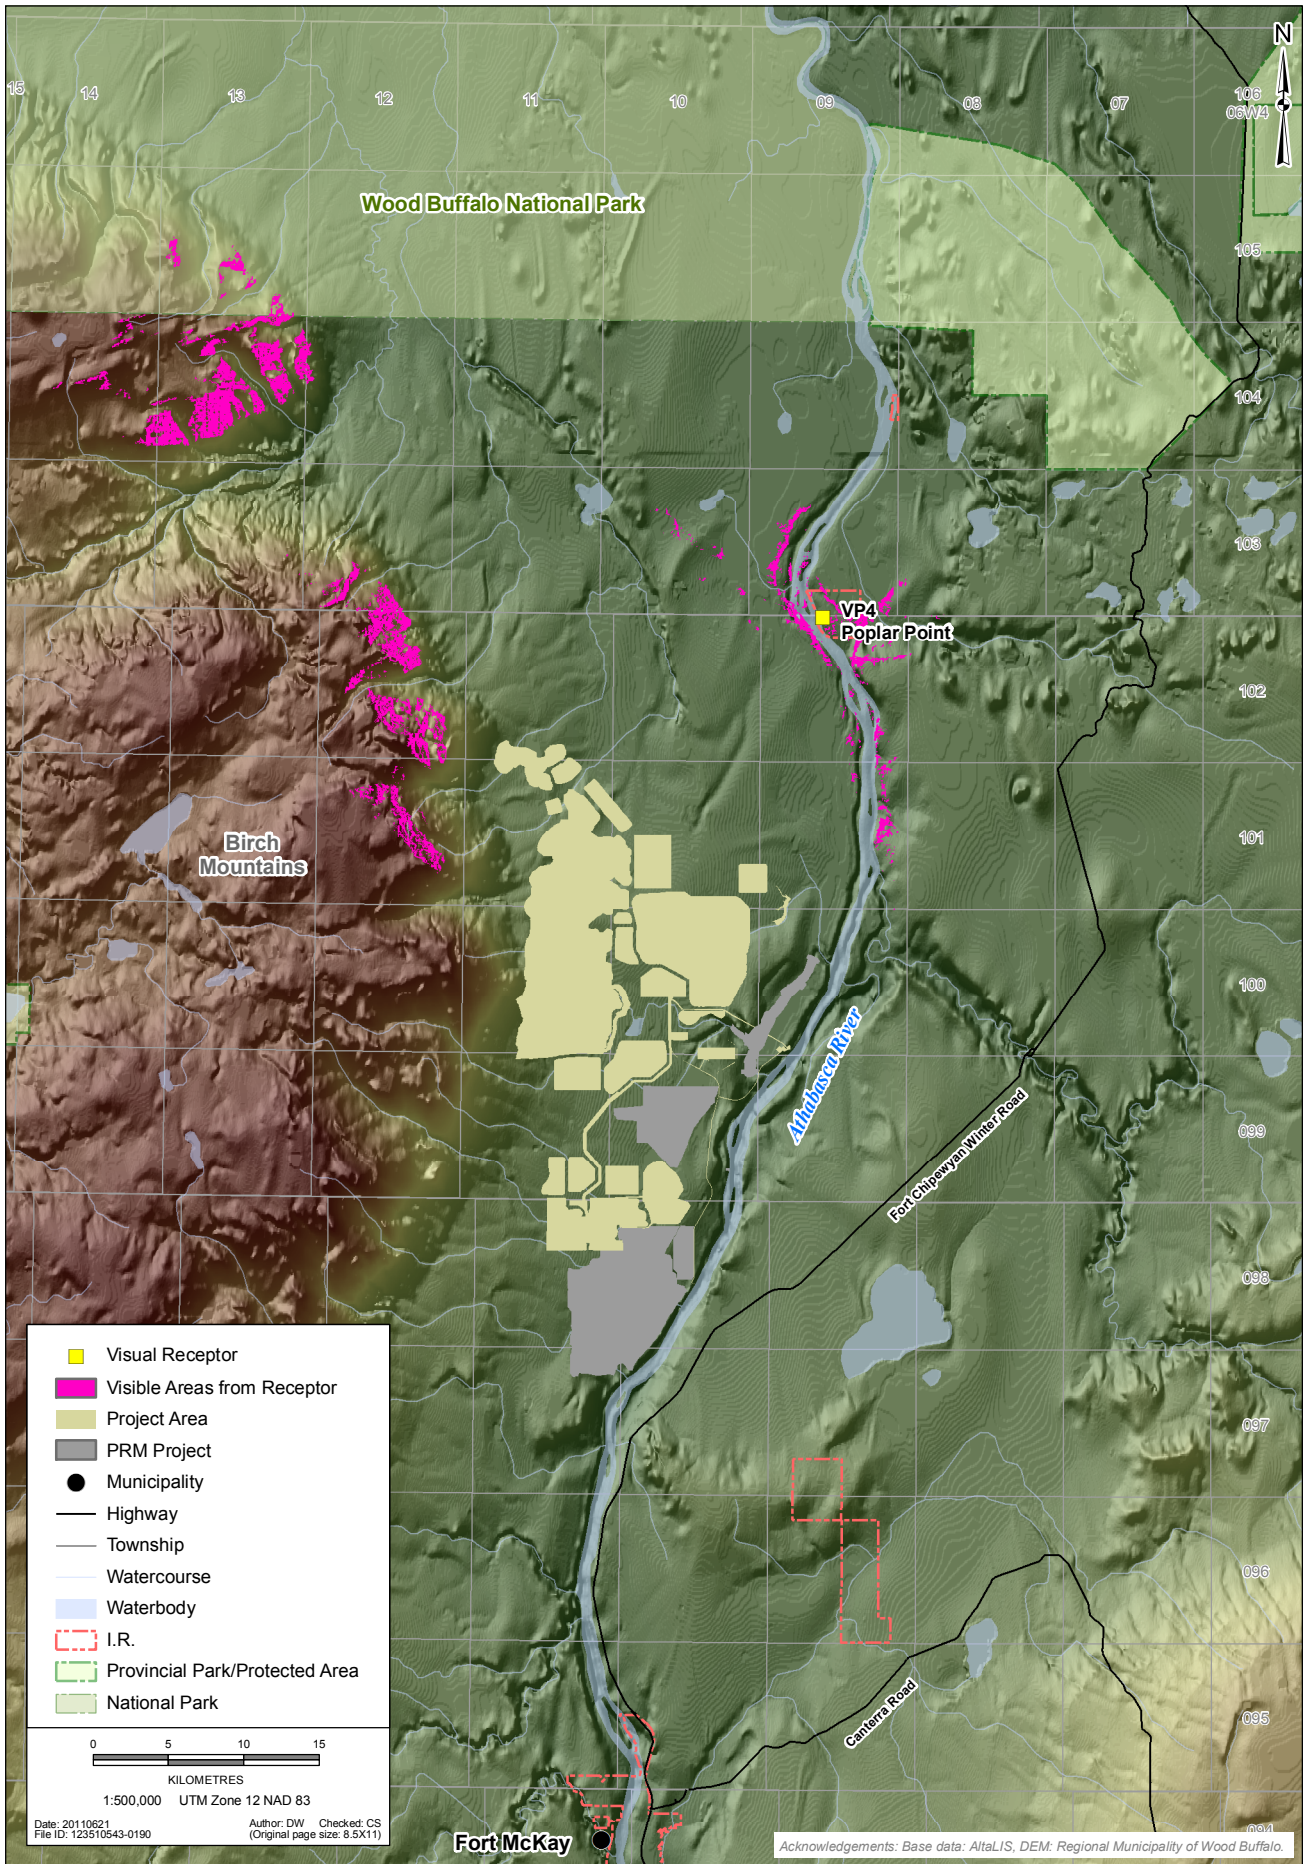 N
15
14
13
12
11
10
09
08
07
106
06W4
Wood Buffalo National Park
105
104
103
VP4
Poplar Point
102
101
Birch
Mountains
100
Athabasca River
099
Fort Chipewyan Winter Road
098
097
096
095
Canterra Road
094
Fort McKay
Visual Receptor
Visible Areas from Receptor
Project Area
PRM Project
Municipality
Highway
Township
Watercourse
Waterbody
I.R.
Provincial Park/Protected Area
National Park
0 5 10 15
KILOMETRES
1:500,000 UTM Zone 12 NAD 83
Date: 20110621 Author: DW Checked: CS
File ID: 123510543-0190 (Original page size: 8.5X11)
Acknowledgements: Base data: AltaLIS, DEM: Regional Municipality of Wood Buffalo.